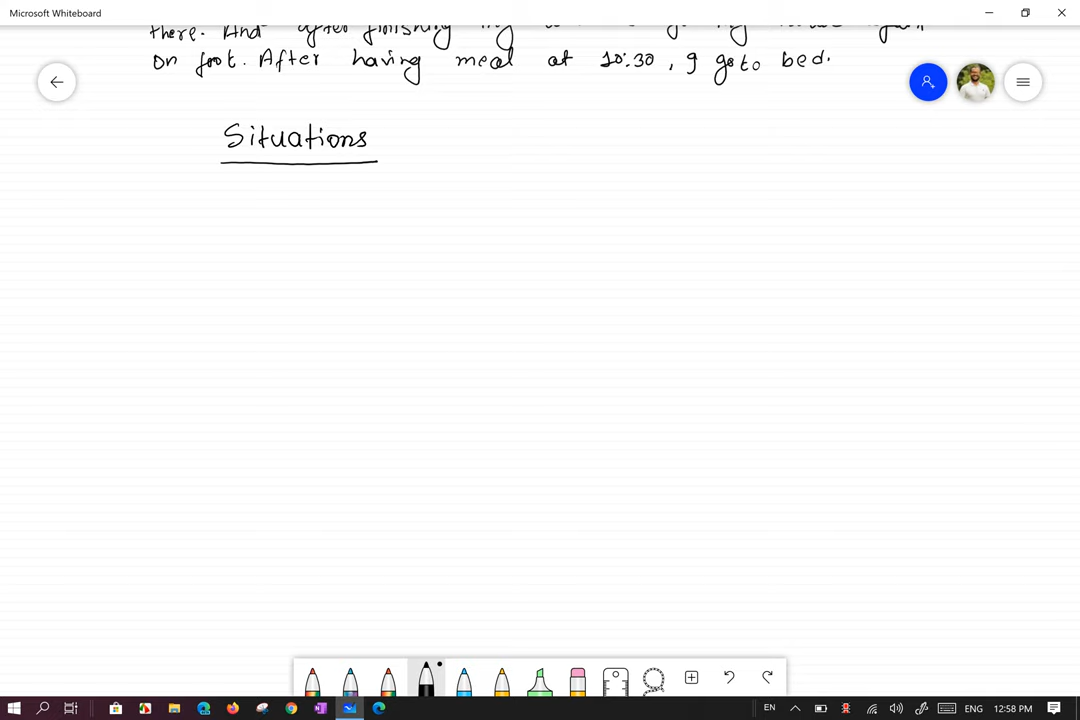 Microsoft Whiteboard
there. And after finishing my
on foot. After having meal at 10:30, I go to bed.
Situations
EN
ENG
12:58 PM